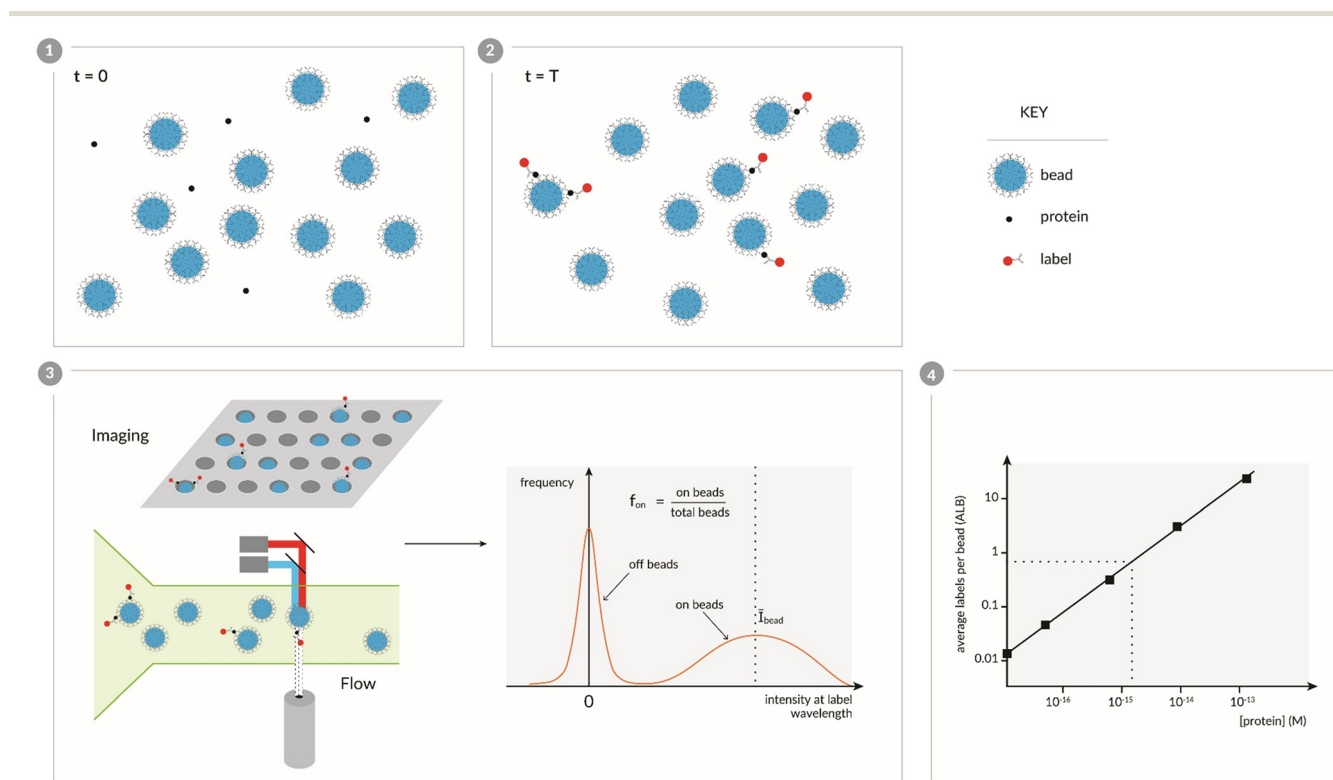 1
t = 0
2
t = T
KEY
bead
protein
label
3
Imaging
Flow
frequency
f_on = on beads
total beads
off beads
on beads
Ī_bead
0
intensity at label
wavelength
4
average labels per bead (ALB)
10
1
0.1
0.01
10⁻¹⁶
10⁻¹⁵
10⁻¹⁴
10⁻¹³
[protein] (M)